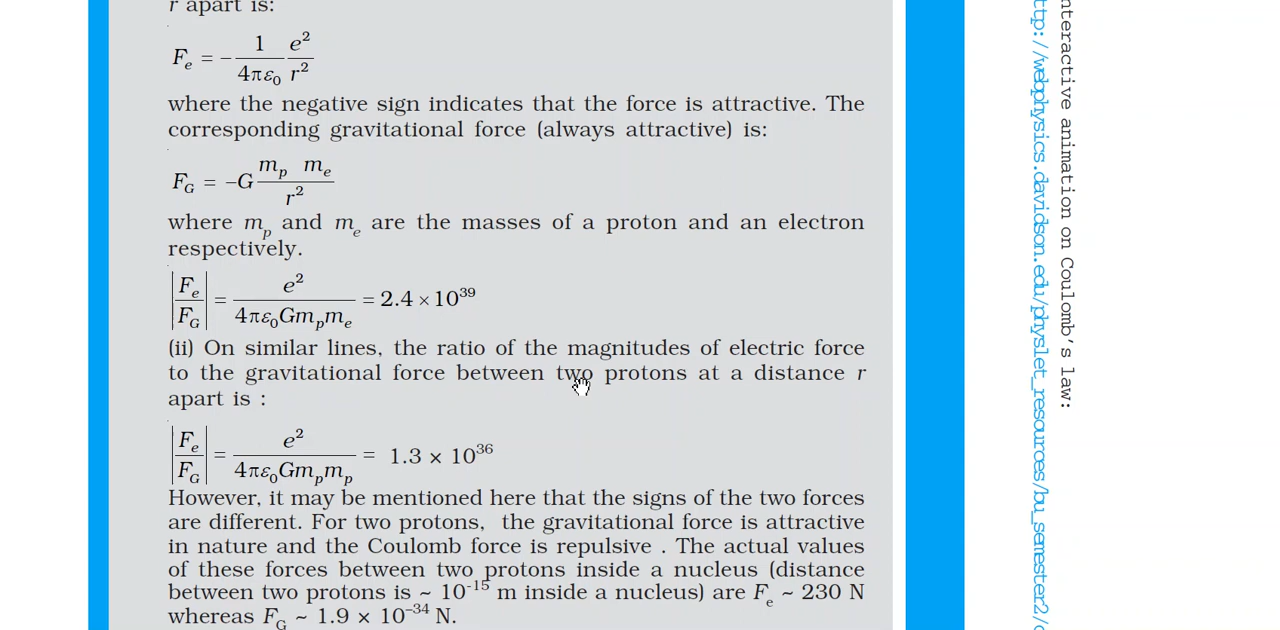 r apart is:
F_e = -\frac{1}{4πε_0} \frac{e^2}{r^2}
where the negative sign indicates that the force is attractive. The
corresponding gravitational force (always attractive) is:
F_G = –G \frac{m_p m_e}{r^2}
where m_p and m_e are the masses of a proton and an electron
respectively.
|\frac{F_e}{F_G}| = \frac{e^2}{4πε_0Gm_pm_e} = 2.4 × 10^{39}
(ii) On similar lines, the ratio of the magnitudes of electric force
to the gravitational force between two protons at a distance r
apart is :
|\frac{F_e}{F_G}| = \frac{e^2}{4πε_0Gm_pm_p} = 1.3 × 10^{36}
However, it may be mentioned here that the signs of the two forces
are different. For two protons, the gravitational force is attractive
in nature and the Coulomb force is repulsive . The actual values
of these forces between two protons inside a nucleus (distance
between two protons is ~ 10^{-15} m inside a nucleus) are F_e ~ 230 N
whereas F_G ~ 1.9 × 10^{–34} N.
nteractive animation on Coulomb's law:
ttp://webphysics.davidson.edu/physlet_resources/bu_semester2/